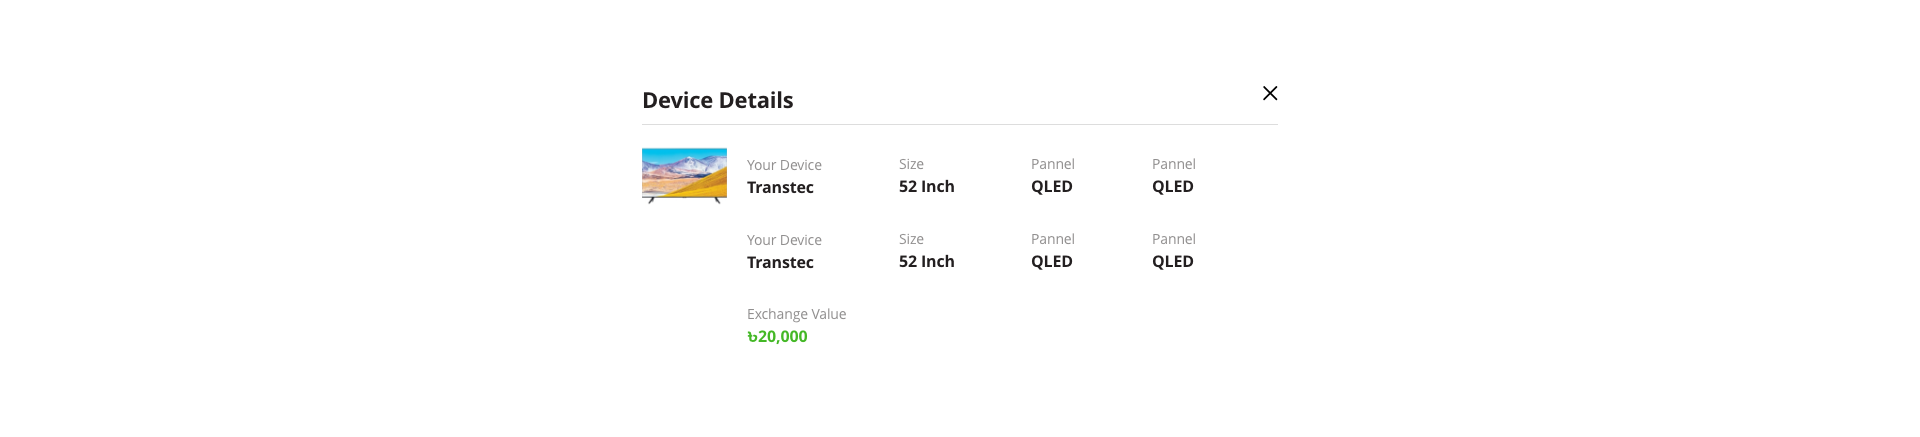 Device Details
Your Device Size Pannel Pannel
Transtec 52 Inch QLED QLED
Your Device Size Pannel Pannel
Transtec 52 Inch QLED QLED
Exchange Value
৳20,000